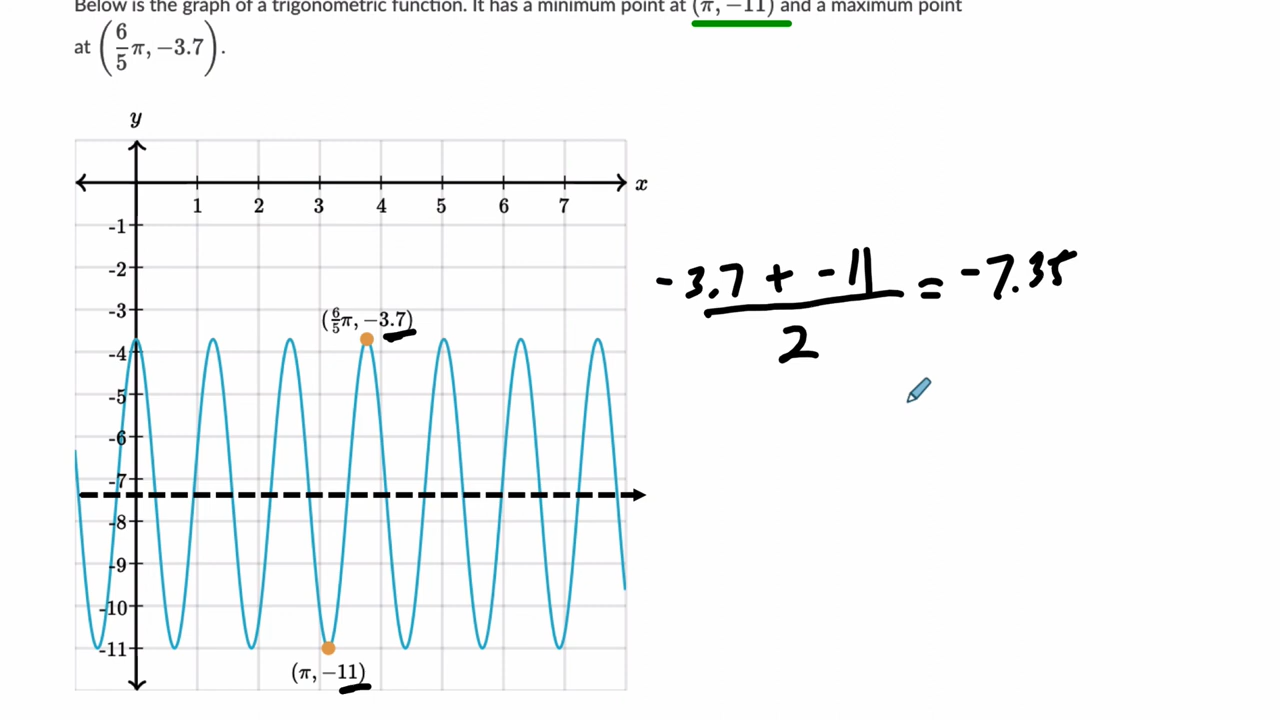 Below is the graph of a trigonometric function. It has a minimum point at (π, −11) and a maximum point
at (6/5 π, −3.7).
y
x
1 2 3 4 5 6 7
-1
-2
-3
-4
-5
-6
-7
-8
-9
-10
-11
(6/5 π, −3.7)
(π, −11)
-3.7 + -11 = -7.35
2